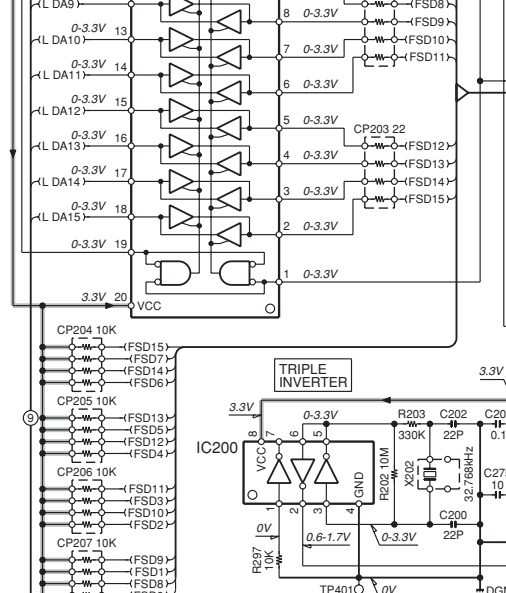 L DA9 8 0-3.3V FSD8
0-3.3V 13 FSD9
L DA10 7 0-3.3V FSD10
0-3.3V 14 FSD11
L DA11 6 0-3.3V
0-3.3V 15
L DA12 5 0-3.3V CP203 22
0-3.3V 16 FSD12
L DA13 4 0-3.3V FSD13
0-3.3V 17 FSD14
L DA14 3 0-3.3V FSD15
0-3.3V 18
L DA15 2 0-3.3V
0-3.3V 19
1 0-3.3V
3.3V 20 VCC
CP204 10K
FSD15
FSD7
FSD14
FSD6
CP205 10K
9 FSD13
FSD5
FSD12
FSD4
CP206 10K
FSD11
FSD3
FSD10
FSD2
CP207 10K
FSD9
FSD1
FSD8
TRIPLE
INVERTER
3.3V
3.3V 0-3.3V R203 C202
330K 22P 0.1
IC200 8 7 6 5
VCC
GND
R202 10M
X202
32.768kHz
10
1 2 3 4
C200
22P
0V 0.6-1.7V 0-3.3V
R297
10K
TP401 0V